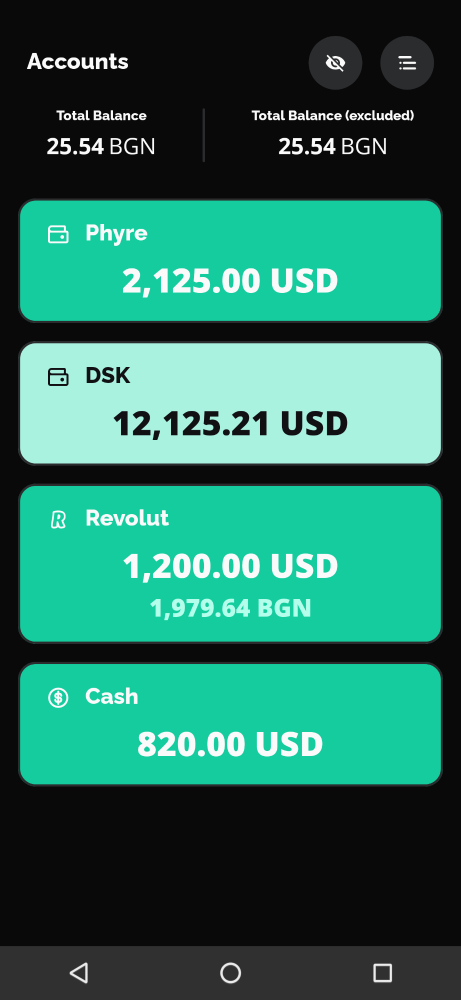 Accounts
Total Balance
25.54 BGN
Total Balance (excluded)
25.54 BGN
Phyre
2,125.00 USD
DSK
12,125.21 USD
Revolut
1,200.00 USD
1,979.64 BGN
Cash
820.00 USD